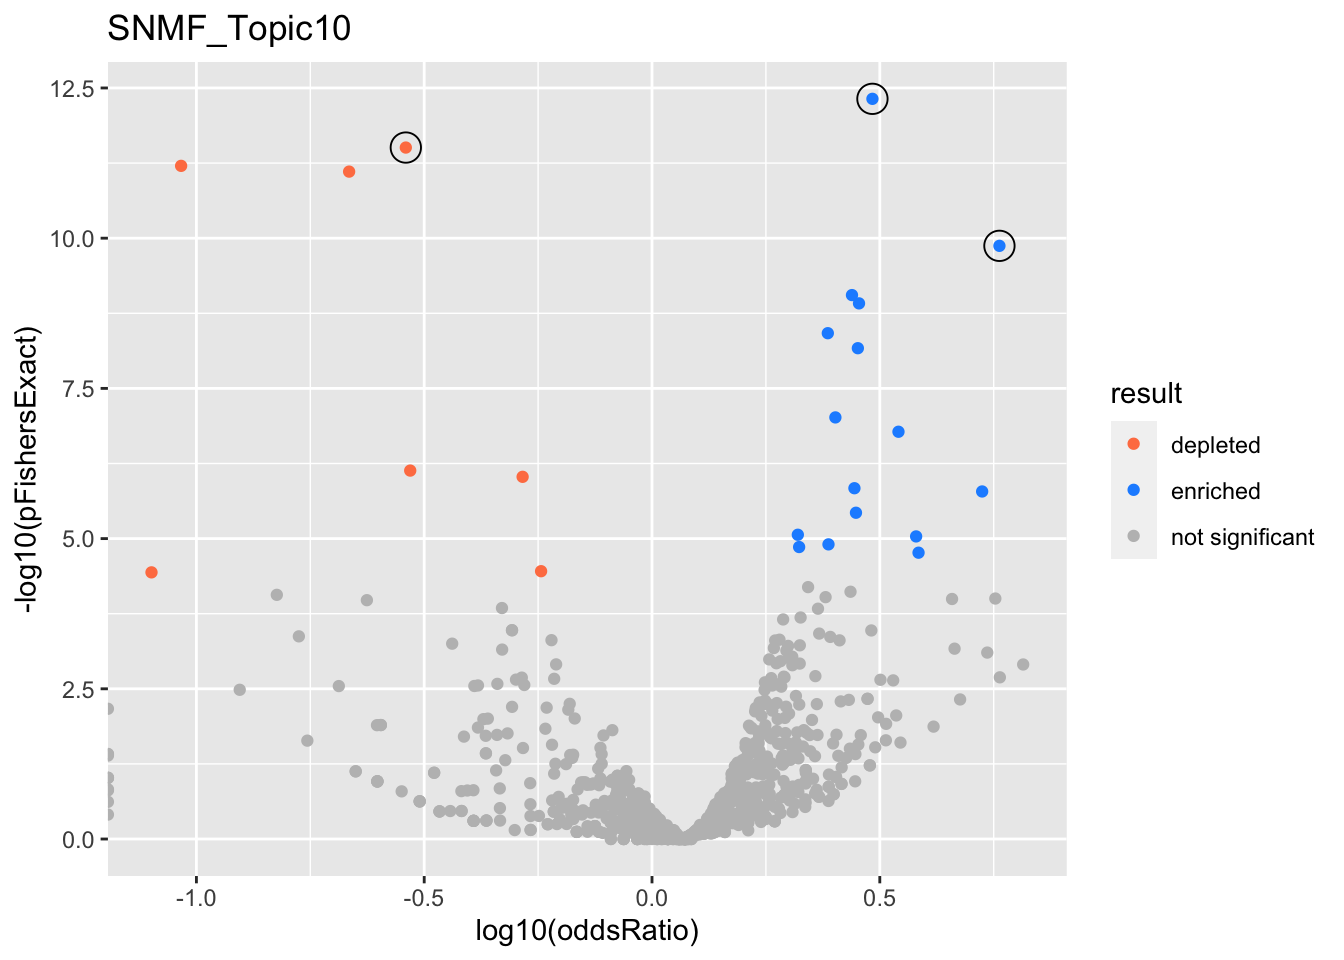 SNMF_Topic10
12.5
10.0
7.5
5.0
2.5
0.0
-log10(pFishersExact)
-1.0
-0.5
0.0
0.5
log10(oddsRatio)
result
depleted
enriched
not significant